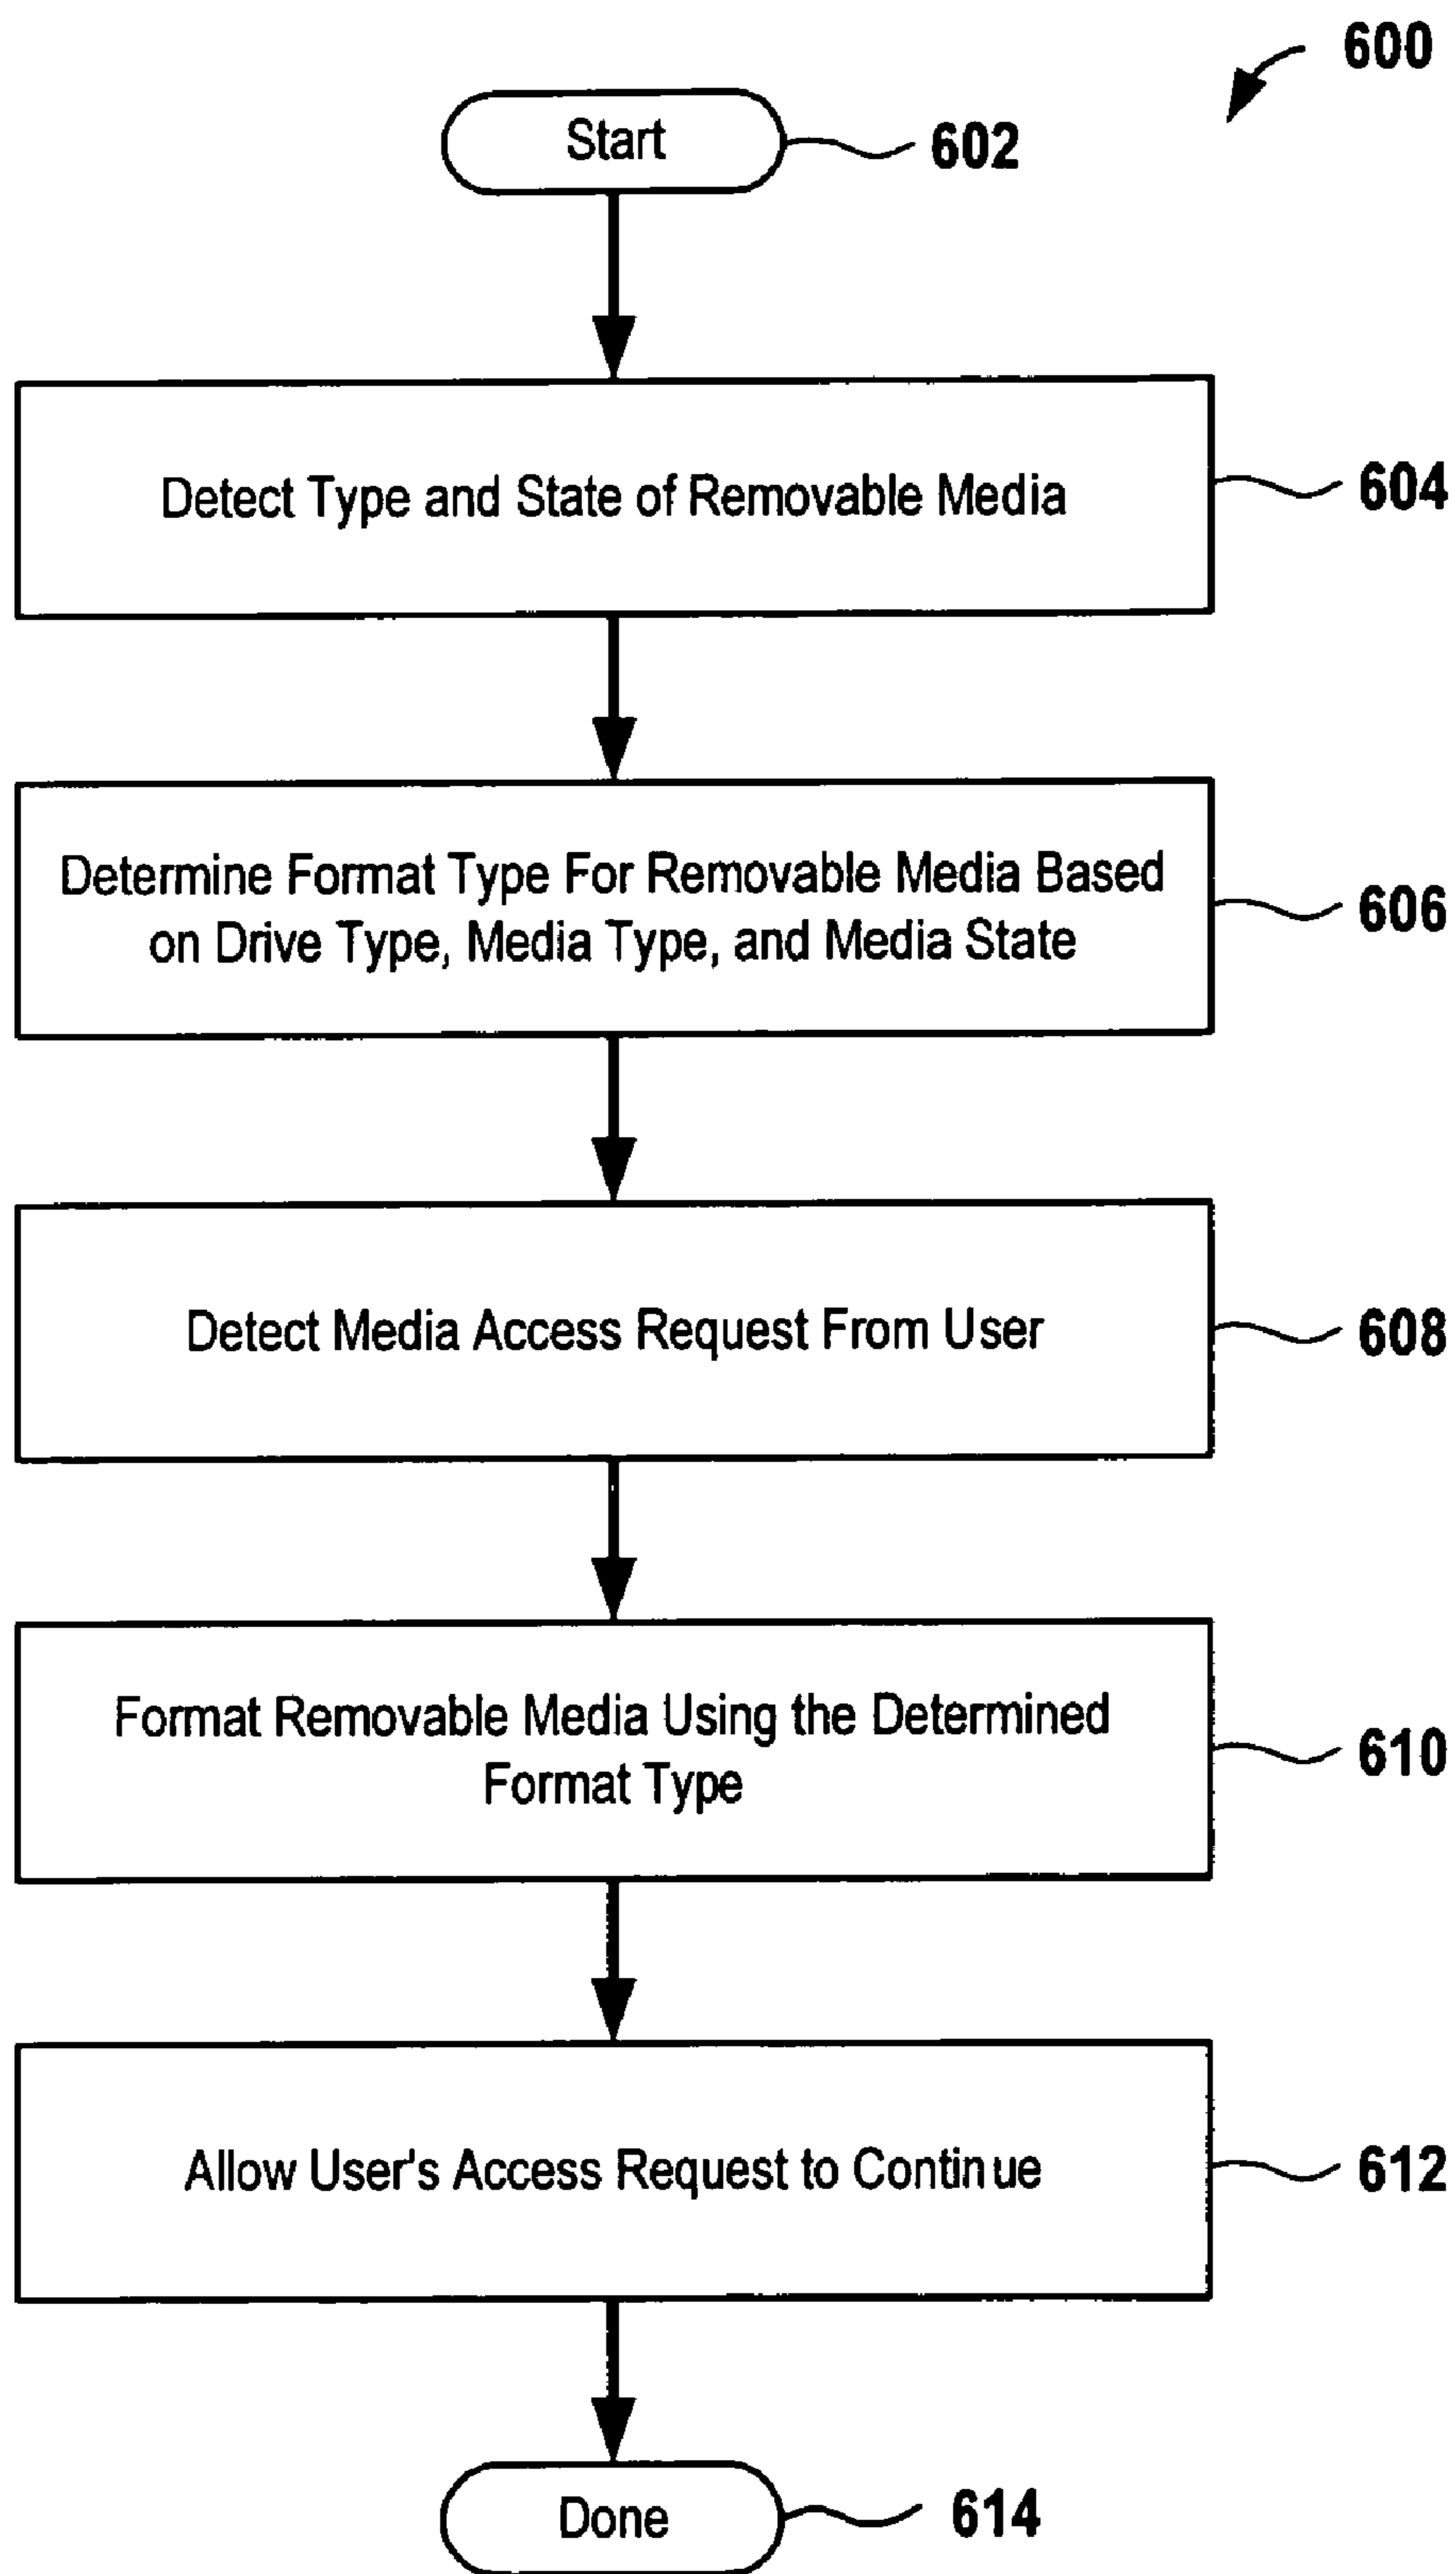 600
Start
602
Detect Type and State of Removable Media
604
Determine Format Type For Removable Media Based
on Drive Type, Media Type, and Media State
606
Detect Media Access Request From User
608
Format Removable Media Using the Determined
Format Type
610
Allow User's Access Request to Continue
612
Done
614